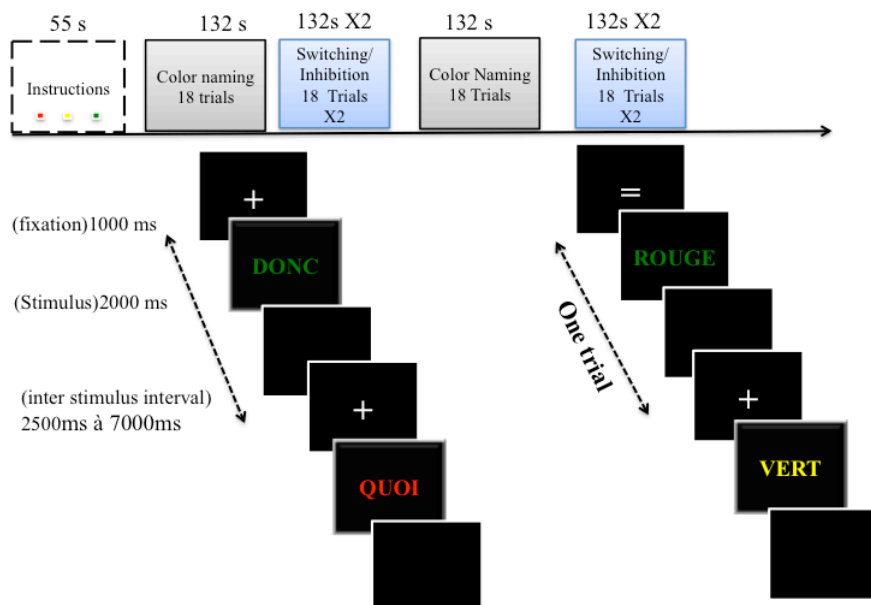 55 s
132 s
132s X2
132 s
132s X2
Instructions
Color naming
18 trials
Switching/
Inhibition
18 Trials
X2
Color Naming
18 Trials
Switching/
Inhibition
18 Trials
X2
+
(fixation)1000 ms
DONC
(Stimulus)2000 ms
(inter stimulus interval)
2500ms à 7000ms
+
QUOI
=
ROUGE
One trial
+
VERT